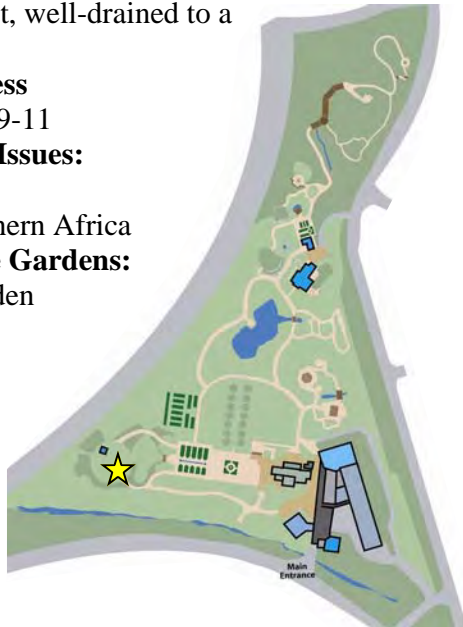 t, well-drained to a
ess
9-11
Issues:
hern Africa
e Gardens:
den
Main
Entrance